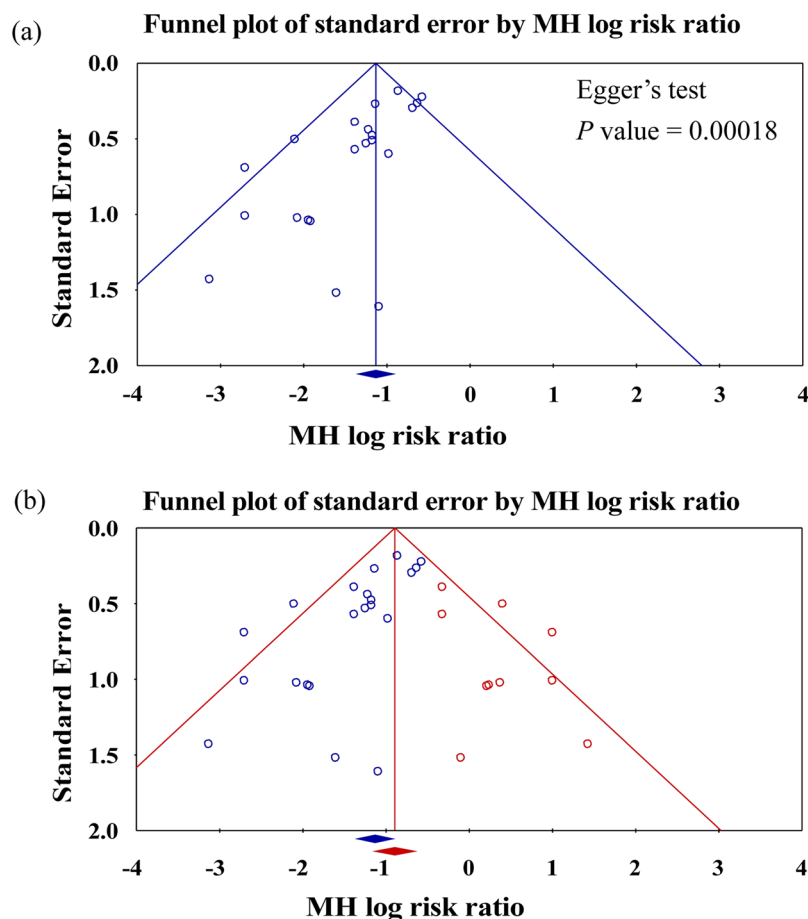 (a)
Funnel plot of standard error by MH log risk ratio
Egger's test
P value = 0.00018
0.0
0.5
1.0
1.5
2.0
Standard Error
-4 -3 -2 -1 0 1 2 3 4
MH log risk ratio
(b)
Funnel plot of standard error by MH log risk ratio
0.0
0.5
1.0
1.5
2.0
Standard Error
-4 -3 -2 -1 0 1 2 3 4
MH log risk ratio